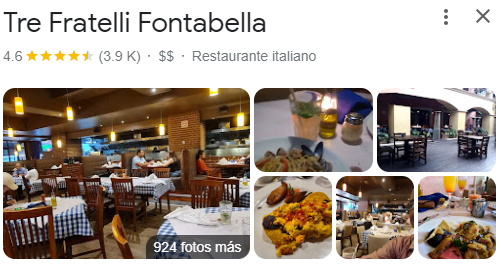 Tre Fratelli Fontabella
4.6 (3.9 K) · $$ · Restaurante italiano
924 fotos más